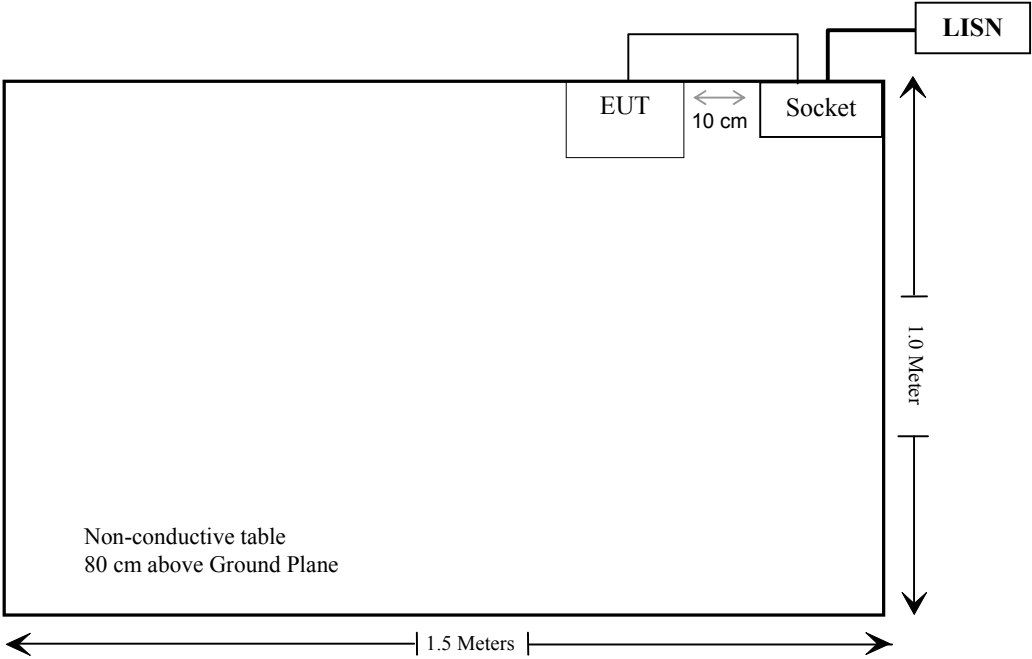 LISN
EUT
Socket
10 cm
1.0 Meter
Non-conductive table
80 cm above Ground Plane
1.5 Meters